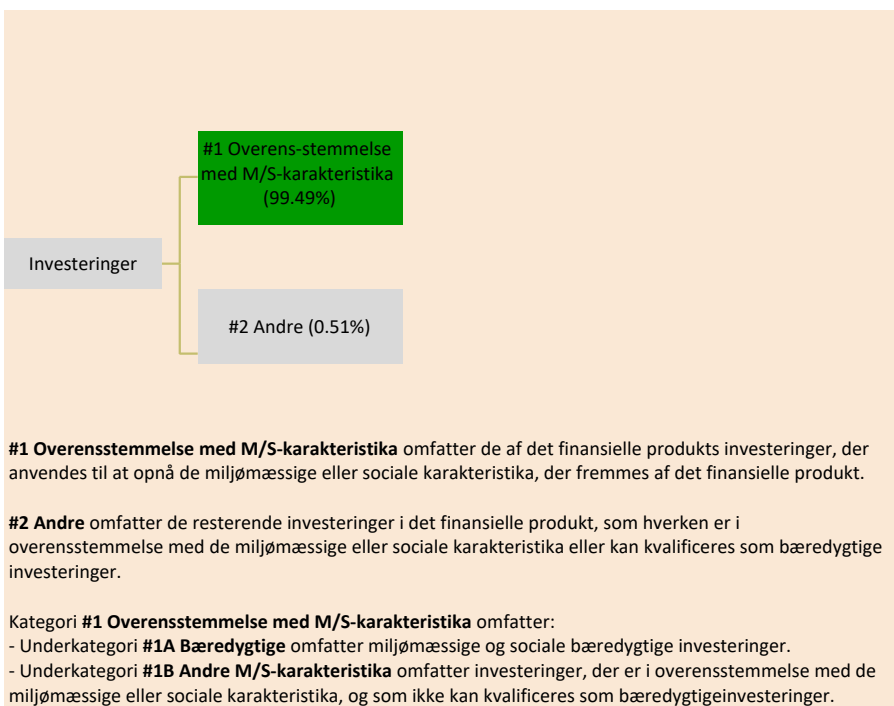 #1 Overens-stemmelse
med M/S-karakteristika
(99.49%)
Investeringer
#2 Andre (0.51%)
#1 Overensstemmelse med M/S-karakteristika omfatter de af det finansielle produkts investeringer, der
anvendes til at opnå de miljømæssige eller sociale karakteristika, der fremmes af det finansielle produkt.
#2 Andre omfatter de resterende investeringer i det finansielle produkt, som hverken er i
overensstemmelse med de miljømæssige eller sociale karakteristika eller kan kvalificeres som bæredygtige
investeringer.
Kategori #1 Overensstemmelse med M/S-karakteristika omfatter:
- Underkategori #1A Bæredygtige omfatter miljømæssige og sociale bæredygtige investeringer.
- Underkategori #1B Andre M/S-karakteristika omfatter investeringer, der er i overensstemmelse med de
miljømæssige eller sociale karakteristika, og som ikke kan kvalificeres som bæredygtigeinvesteringer.